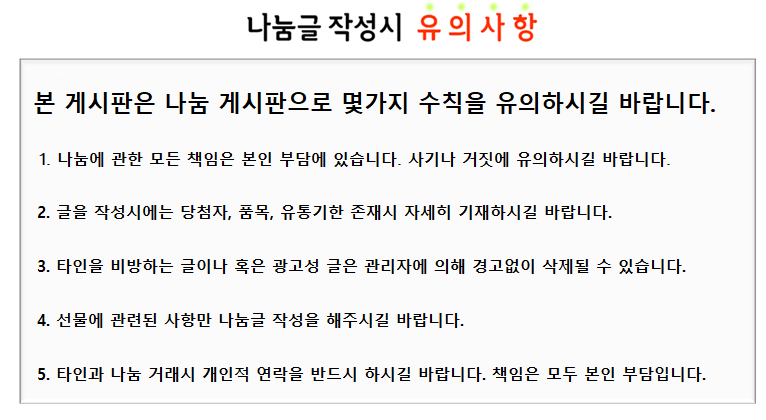 나눔글 작성시 유의사항
본 게시판은 나눔 게시판으로 몇가지 수칙을 유의하시길 바랍니다.
1. 나눔에 관한 모든 책임은 본인 부담에 있습니다. 사기나 거짓에 유의하시길 바랍니다.
2. 글을 작성시에는 당첨자, 품목, 유통기한 존재시 자세히 기재하시길 바랍니다.
3. 타인을 비방하는 글이나 혹은 광고성 글은 관리자에 의해 경고없이 삭제될 수 있습니다.
4. 선물에 관련된 사항만 나눔글 작성을 해주시길 바랍니다.
5. 타인과 나눔 거래시 개인적 연락을 반드시 하시길 바랍니다. 책임은 모두 본인 부담입니다.